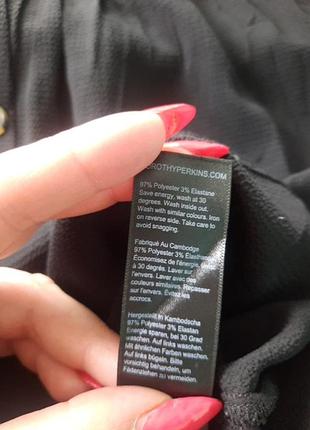 ROTHYPERKINS.COM
97% Polyester 3% Elastane
Save energy, wash at 30
degrees. Wash inside out.
Wash with similar colours. Iron
on reverse side. Take care to
avoid snagging.
Fabriqué Au Cambodge
97% Polyester 3% Élasthane
Économisez de l'énergie,
à 30 degrés. Laver sur
l'envers. Laver avec des
couleurs similaires. Repasser
sur l'envers. Évitez les
accrocs.
Hergestellt in Kambodscha
97% Polyester 3% Elastan
Energie sparen, bei 30 Grad
waschen. Auf links waschen.
Mit ähnlichen Farben waschen.
Auf links bügeln. Bitte
vorsichtig behandeln, um
Fädenziehen zu vermeiden.